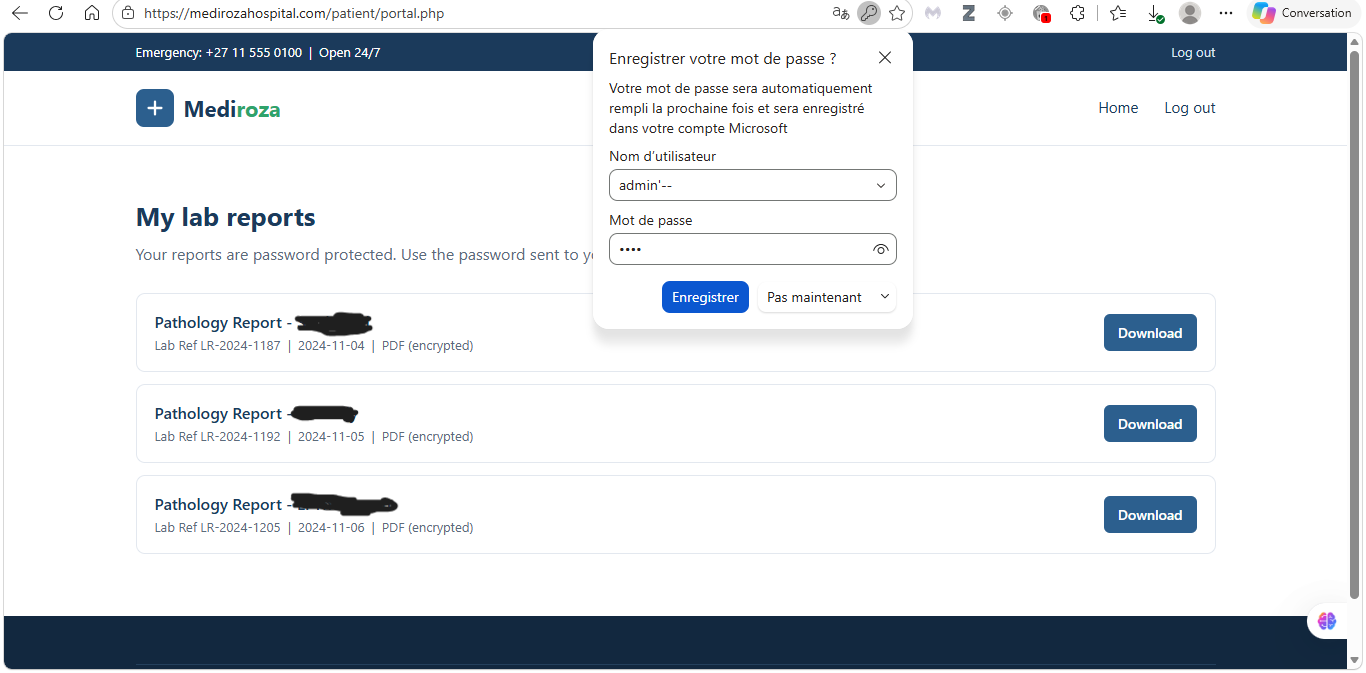 https://medirozahospital.com/patient/portal.php
Conversation
Emergency: +27 11 555 0100 | Open 24/7
Log out
Mediroza
Home
Log out
Enregistrer votre mot de passe ?
Votre mot de passe sera automatiquement
rempli la prochaine fois et sera enregistré
dans votre compte Microsoft
Nom d'utilisateur
admin'--
Mot de passe
••••
Enregistrer
Pas maintenant
My lab reports
Your reports are password protected. Use the password sent to
Pathology Report -
Lab Ref LR-2024-1187 | 2024-11-04 | PDF (encrypted)
Download
Pathology Report -
Lab Ref LR-2024-1192 | 2024-11-05 | PDF (encrypted)
Download
Pathology Report -
Lab Ref LR-2024-1205 | 2024-11-06 | PDF (encrypted)
Download